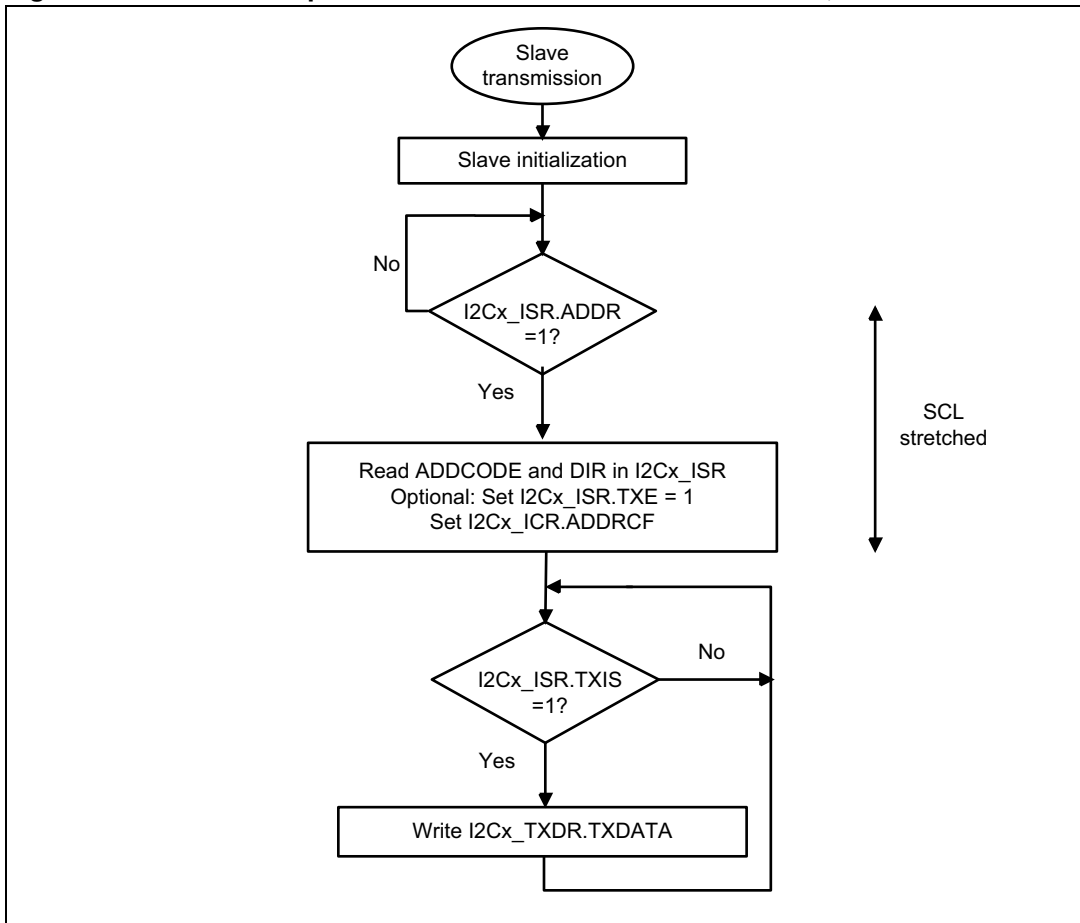 Slave
transmission
Slave initialization
No
I2Cx_ISR.ADDR
=1?
Yes
SCL
stretched
Read ADDCODE and DIR in I2Cx_ISR
Optional: Set I2Cx_ISR.TXE = 1
Set I2Cx_ICR.ADDRCF
No
I2Cx_ISR.TXIS
=1?
Yes
Write I2Cx_TXDR.TXDATA